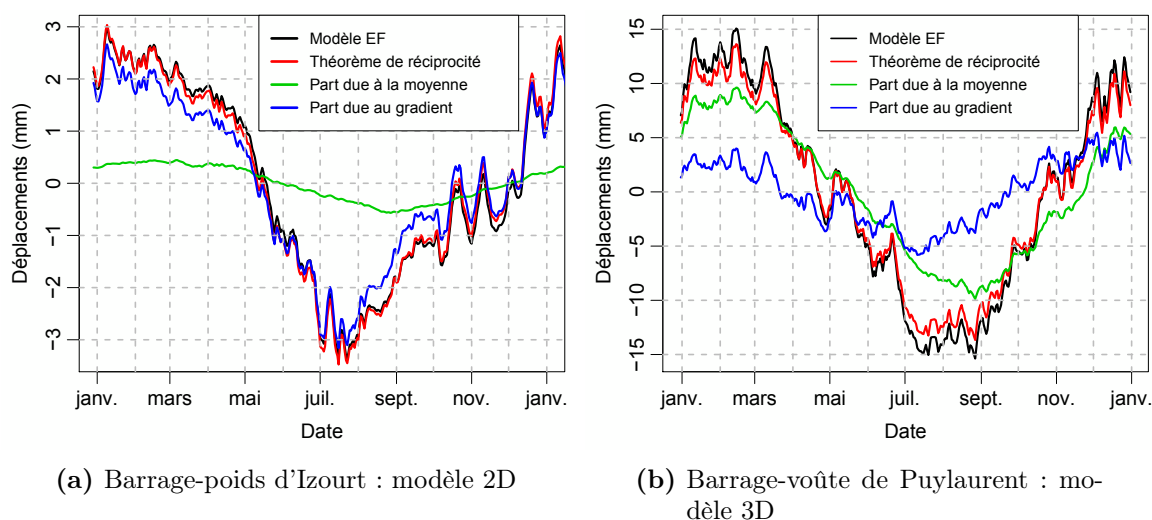 Déplacements (mm)
3
2
1
0
−1
−2
−3
Modèle EF
Théorème de réciprocité
Part due à la moyenne
Part due au gradient
janv.
mars
mai
juil.
sept.
nov.
janv.
Date
(a) Barrage-poids d'Izourt : modèle 2D
Déplacements (mm)
15
10
5
0
−5
−10
−15
Modèle EF
Théorème de réciprocité
Part due à la moyenne
Part due au gradient
janv.
mars
mai
juil.
sept.
nov.
janv.
Date
(b) Barrage-voûte de Puylaurent : mo-
dèle 3D